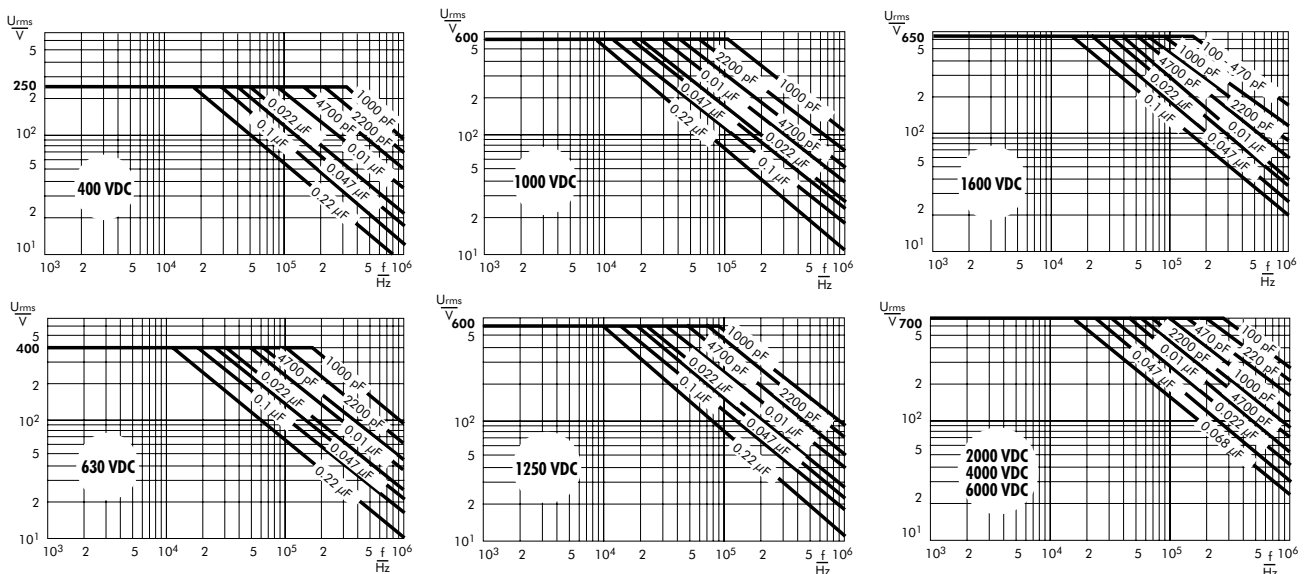 Urms
V
5
250
2
10²
5
2
10¹
10³ 2 5 10⁴ 2 5 10⁵ 2 5 f 10⁶
Hz
400 VDC
1000 pF
2200 pF
4700 pF
0.01 µF
0.022 µF
0.047 µF
0.1 µF
0.22 µF
Urms
V
600
5
2
10²
5
2
10¹
10³ 2 5 10⁴ 2 5 10⁵ 2 5 f 10⁶
Hz
1000 VDC
1000 pF
2200 pF
4700 pF
0.01 µF
0.022 µF
0.047 µF
0.1 µF
0.22 µF
Urms
V
650
5
2
10²
5
2
10¹
10³ 2 5 10⁴ 2 5 10⁵ 2 5 f 10⁶
Hz
1600 VDC
100 - 470 pF
1000 pF
2200 pF
4700 pF
0.01 µF
0.022 µF
0.047 µF
0.1 µF
Urms
V
5
400
2
10²
5
2
10¹
10³ 2 5 10⁴ 2 5 10⁵ 2 5 f 10⁶
Hz
630 VDC
1000 pF
2200 pF
4700 pF
0.01 µF
0.022 µF
0.047 µF
0.1µF
0.22 µF
Urms
V
600
5
2
10²
5
2
10¹
10³ 2 5 10⁴ 2 5 10⁵ 2 5 f 10⁶
Hz
1250 VDC
1000 pF
2200 pF
4700 pF
0.01 µF
0.022 µF
0.047 µF
0.1 µF
0.22 µF
Urms
V
700
5
2
10²
5
2
10¹
10³ 2 5 10⁴ 2 5 10⁵ 2 5 f 10⁶
Hz
2000 VDC
4000 VDC
6000 VDC
100 pF
220 pF
470 pF
1000 pF
2200 pF
4700 pF
0.01 µF
0.022 µF
0.047 µF
0.068 µF